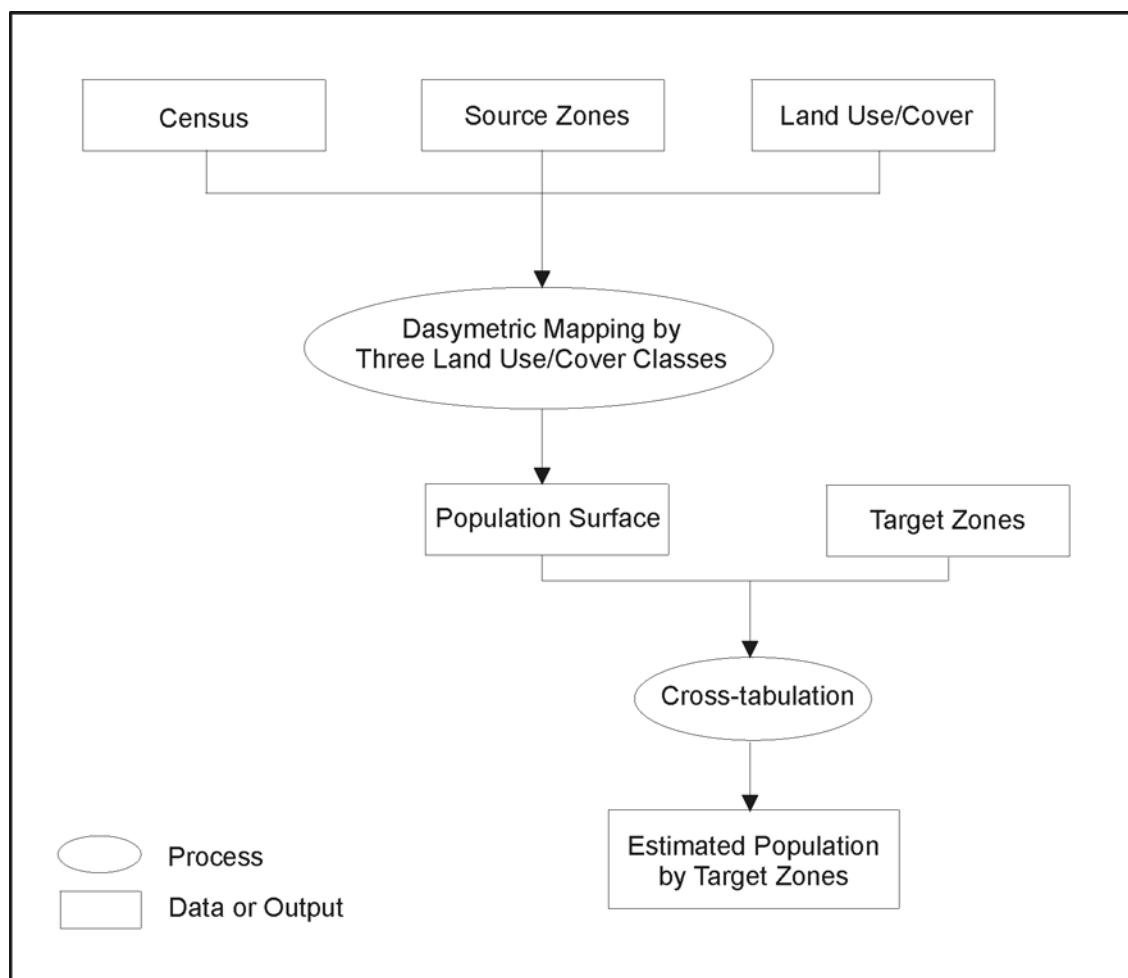 Census
Source Zones
Land Use/Cover
Dasymetric Mapping by
Three Land Use/Cover Classes
Population Surface
Target Zones
Cross-tabulation
Estimated Population
by Target Zones
Process
Data or Output